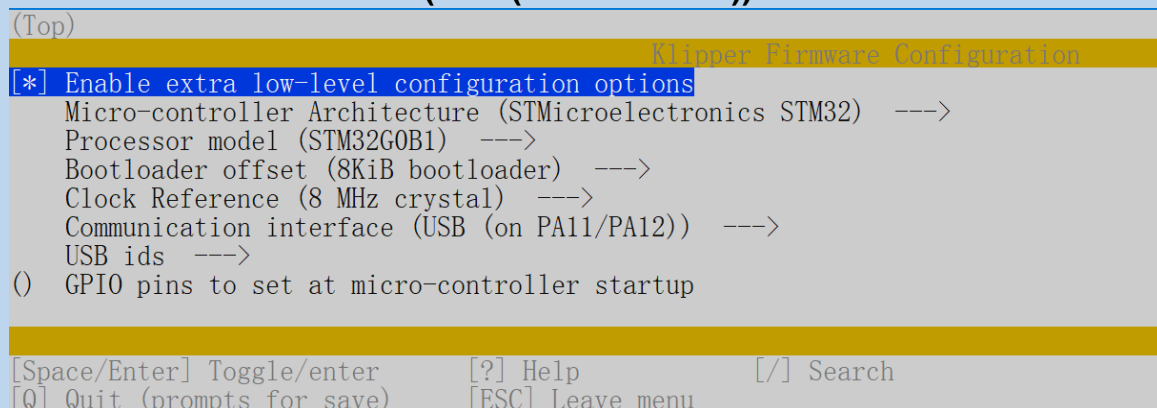 (Top)
Klipper Firmware Configuration
[*] Enable extra low-level configuration options
Micro-controller Architecture (STMicroelectronics STM32) --->
Processor model (STM32G0B1) --->
Bootloader offset (8KiB bootloader) --->
Clock Reference (8 MHz crystal) --->
Communication interface (USB (on PA11/PA12)) --->
USB ids --->
() GPIO pins to set at micro-controller startup
[Space/Enter] Toggle/enter [?] Help [/] Search
[Q] Quit (prompts for save) [ESC] Leave menu